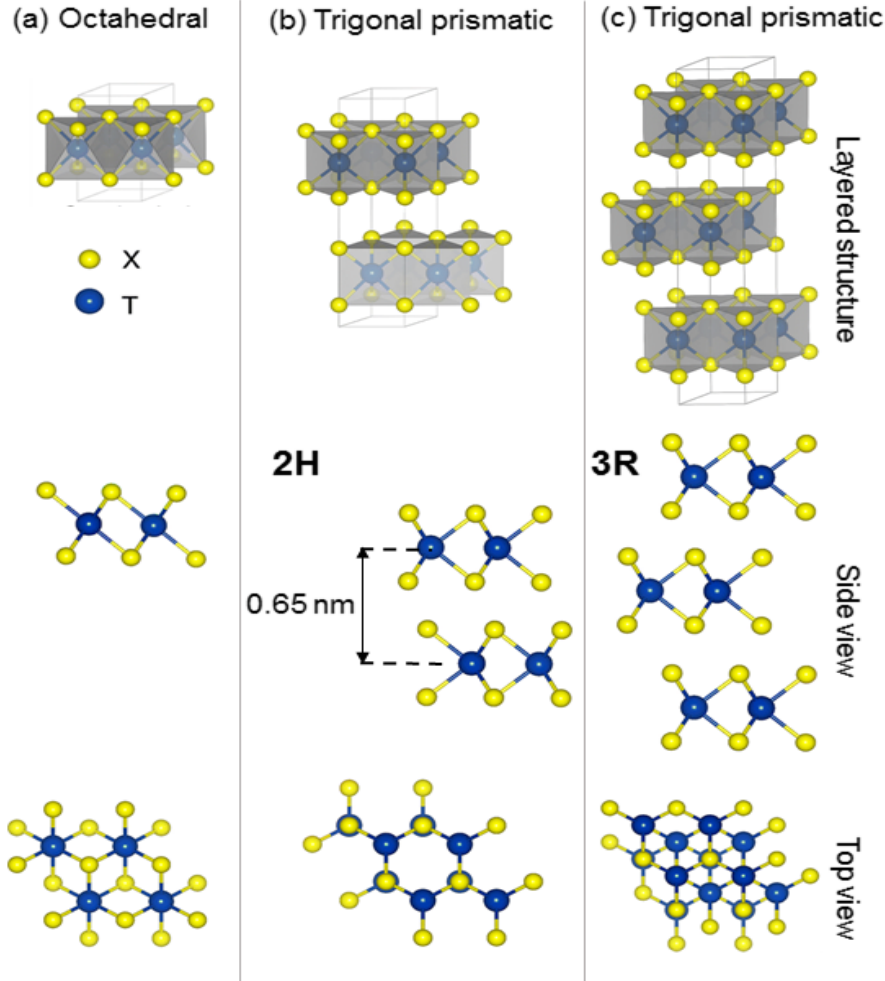 (a) Octahedral
(b) Trigonal prismatic
(c) Trigonal prismatic
Layered structure
X
T
2H
3R
0.65 nm
Side view
Top view